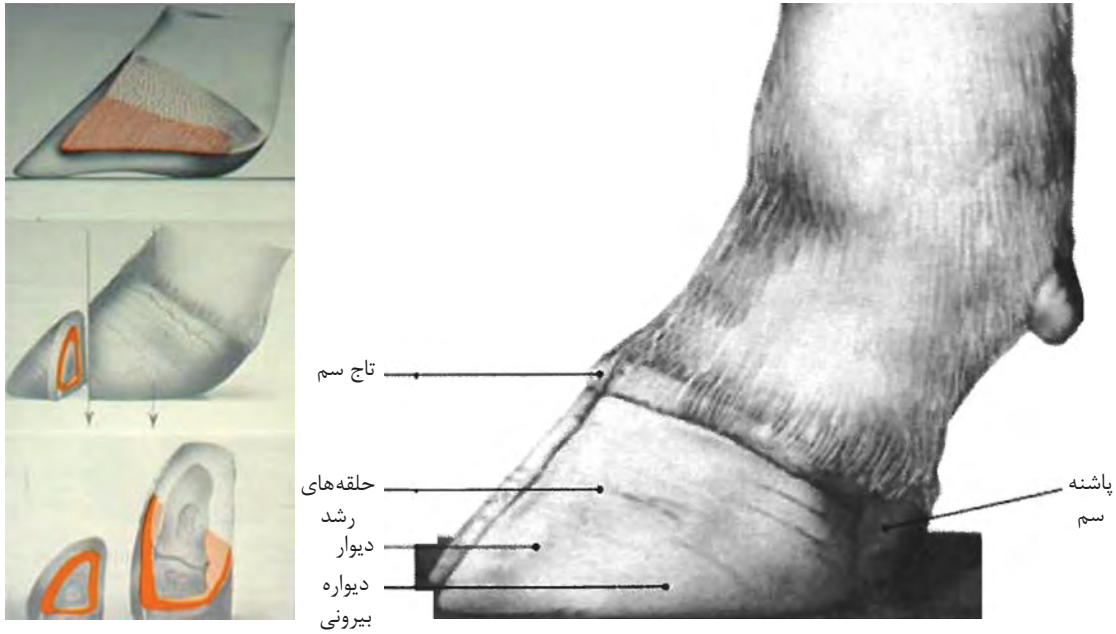 تاج سم
حلقه‌های
رشد
دیوار
دیواره
بیرونی
پاشنه
سم